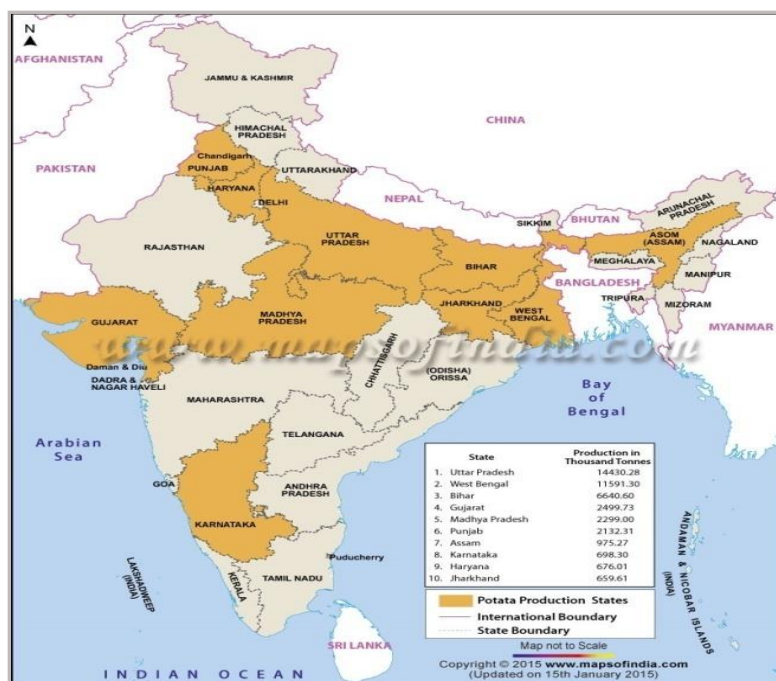 N
AFGHANISTAN
JAMMU & KASHMIR
CHINA
HIMACHAL
PRADESH
Chandigarh
PUNJAB
PAKISTAN
UTTARAKHAND
HARYANA
DELHI
NEPAL
ARUNACHAL
PRADESH
SIKKIM
BHUTAN
RAJASTHAN
UTTAR
PRADESH
ASOM
(ASSAM)
NAGALAND
BIHAR
MEGHALAYA
MANIPUR
BANGLADESH
JHARKHAND
WEST
BENGAL
TRIPURA
MIZORAM
GUJARAT
MADHYA
PRADESH
MYANMAR
www.mapsofindia.com
CHHATTISGARH
Daman & Diu
DADRA &
NAGAR HAVELI
(ODISHA)
ORISSA
MAHARASHTRA
Bay
of
Bengal
Arabian
Sea
TELANGANA
GOA
ANDHRA
PRADESH
KARNATAKA
Puducherry
LAKSHADWEEP
(INDIA)
KERALA
TAMIL NADU
ANDAMAN & NICOBAR ISLANDS
(INDIA)
SRI LANKA
INDIAN OCEAN
State Production in
Thousand Tonnes
1. Uttar Pradesh 14430.28
2. West Bengal 11591.30
3. Bihar 6640.60
4. Gujarat 2499.73
5. Madhya Pradesh 2299.00
6. Punjab 2132.31
7. Assam 975.27
8. Karnataka 698.30
9. Haryana 676.01
10. Jharkhand 659.61
Potata Production States
International Boundary
State Boundary
Map not to Scale
Copyright © 2015 www.mapsofindia.com
(Updated on 15th January 2015)